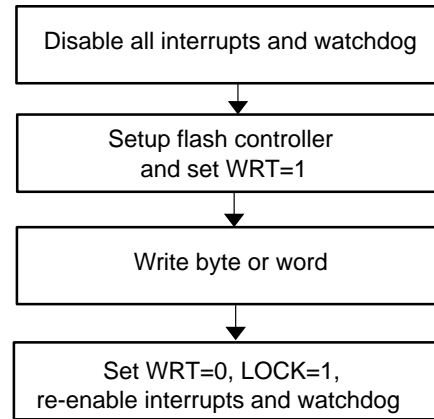 Disable all interrupts and watchdog
Setup flash controller
and set WRT=1
Write byte or word
Set WRT=0, LOCK=1,
re-enable interrupts and watchdog